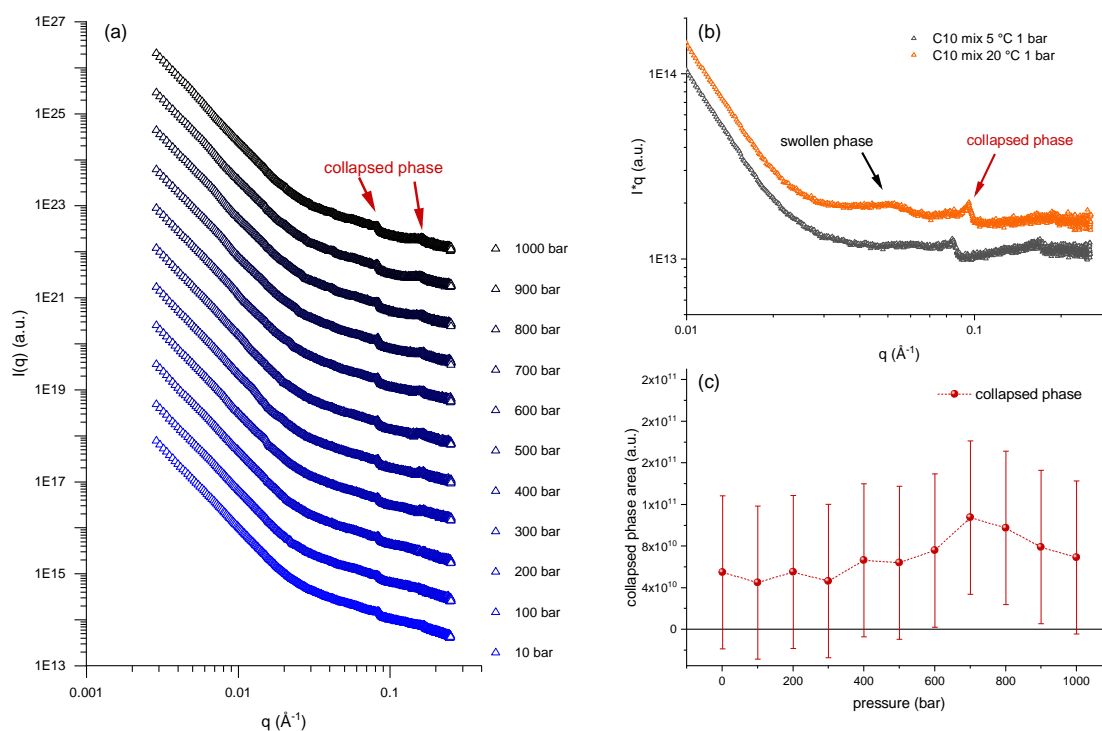 (a)
1E27
1E25
1E23
1E21
1E19
1E17
1E15
1E13
I(q) (a.u.)
0.001
0.01
0.1
q (Å⁻¹)
collapsed phase
1000 bar
900 bar
800 bar
700 bar
600 bar
500 bar
400 bar
300 bar
200 bar
100 bar
10 bar
(b)
C10 mix 5 °C 1 bar
C10 mix 20 °C 1 bar
swollen phase
collapsed phase
1E14
1E13
I*q (a.u.)
0.01
0.1
q (Å⁻¹)
(c)
collapsed phase
2x10¹¹
2x10¹¹
2x10¹¹
1x10¹¹
8x10¹⁰
4x10¹⁰
0
collapsed phase area (a.u.)
0
200
400
600
800
1000
pressure (bar)